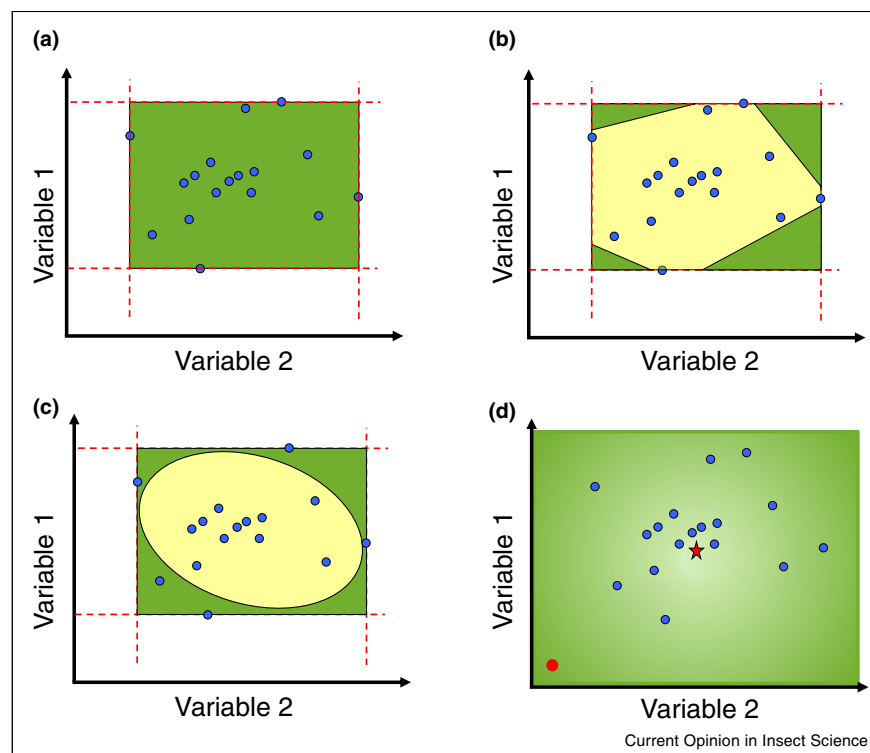 (a)
Variable 1
Variable 2
(b)
Variable 1
Variable 2
(c)
Variable 1
Variable 2
(d)
Variable 1
Variable 2
Current Opinion in Insect Science